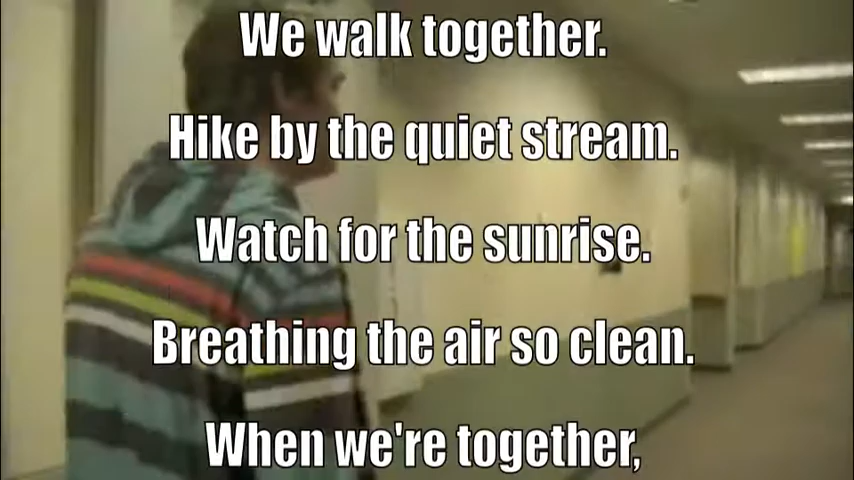 We walk together.
Hike by the quiet stream.
Watch for the sunrise.
Breathing the air so clean.
When we're together,